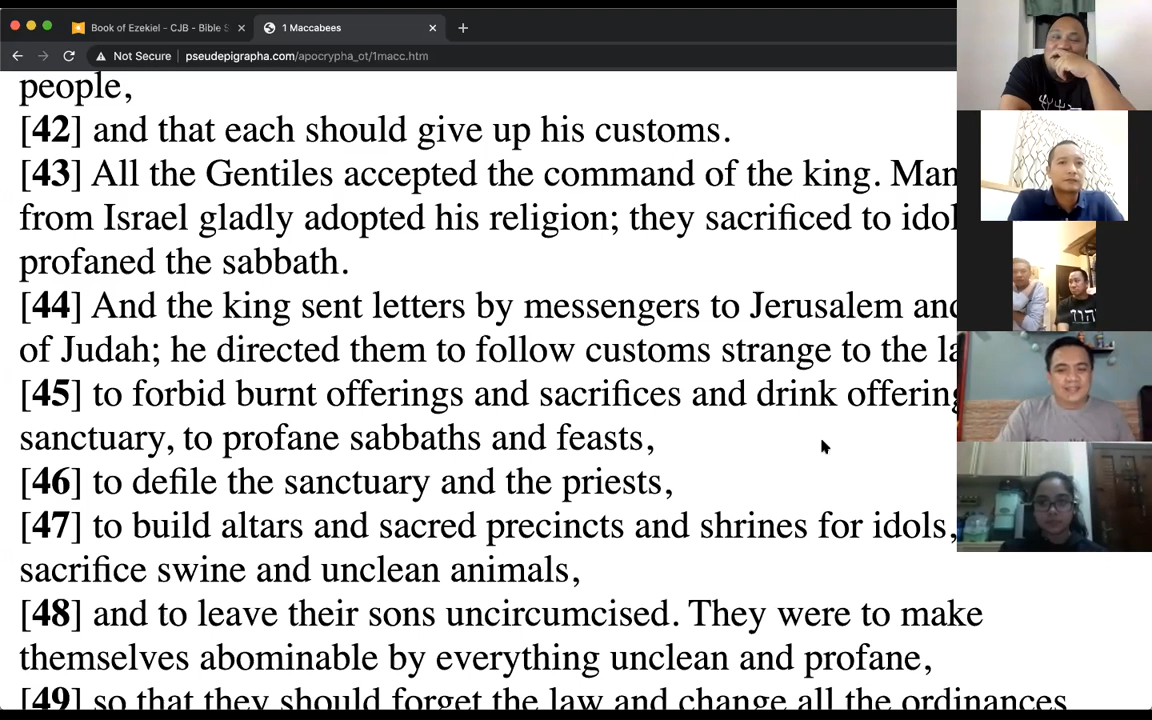 Book of Ezekiel - CJB - Bible
1 Maccabees
Not Secure
pseudepigrapha.com/apocrypha_ot/1macc.htm
people,
[42] and that each should give up his customs.
[43] All the Gentiles accepted the command of the king. Man
from Israel gladly adopted his religion; they sacrificed to idol
profaned the sabbath.
[44] And the king sent letters by messengers to Jerusalem and
of Judah; he directed them to follow customs strange to the la
[45] to forbid burnt offerings and sacrifices and drink offering
sanctuary, to profane sabbaths and feasts,
[46] to defile the sanctuary and the priests,
[47] to build altars and sacred precincts and shrines for idols,
sacrifice swine and unclean animals,
[48] and to leave their sons uncircumcised. They were to make
themselves abominable by everything unclean and profane,
[49] so that they should forget the law and change all the ordinances